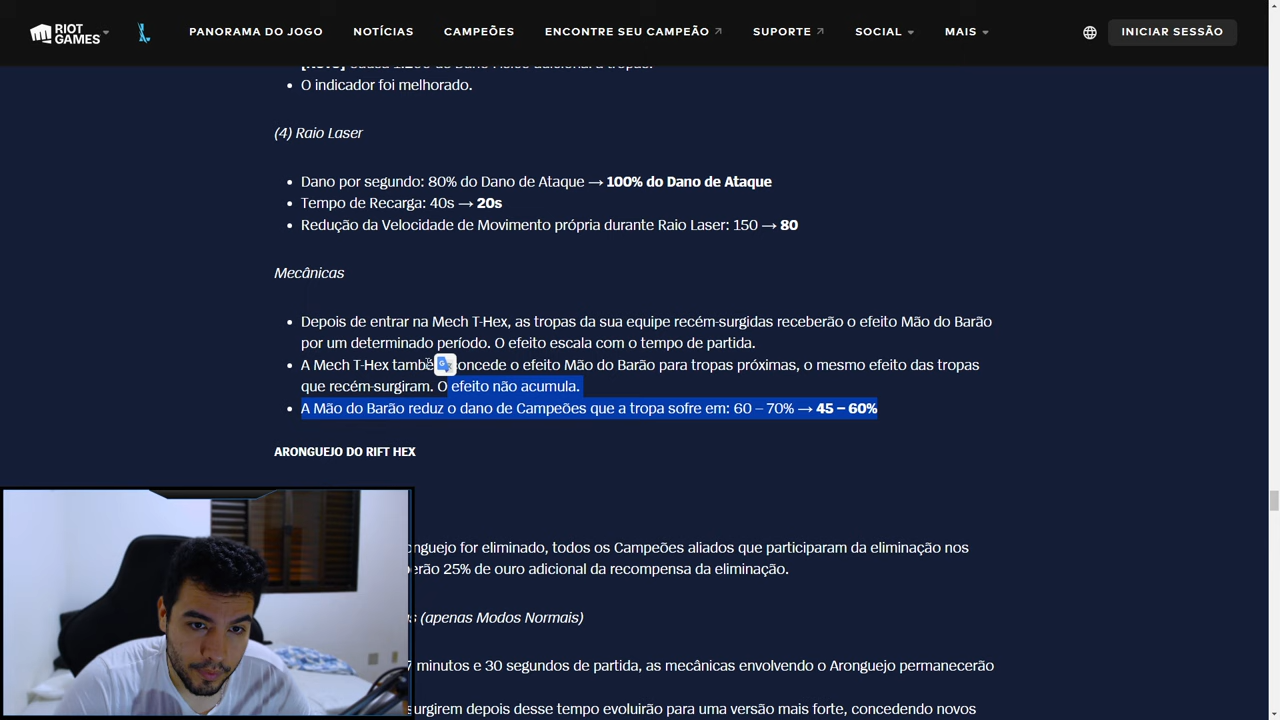 RIOT GAMES PANORAMA DO JOGO NOTÍCIAS CAMPEÕES ENCONTRE SEU CAMPEÃO SUPORTE SOCIAL MAIS INICIAR SESSÃO
O indicador foi melhorado.
(4) Raio Laser
Dano por segundo: 80% do Dano de Ataque → 100% do Dano de Ataque
Tempo de Recarga: 40s → 20s
Redução da Velocidade de Movimento própria durante Raio Laser: 150 → 80
Mecânicas
Depois de entrar na Mech T-Hex, as tropas da sua equipe recém-surgidas receberão o efeito Mão do Barão
por um determinado período. O efeito escala com o tempo de partida.
A Mech T-Hex também concede o efeito Mão do Barão para tropas próximas, o mesmo efeito das tropas
que recém-surgiram. O efeito não acumula.
A Mão do Barão reduz o dano de Campeões que a tropa sofre em: 60 – 70% → 45 – 60%
ARONGUEJO DO RIFT HEX
nguejo for eliminado, todos os Campeões aliados que participaram da eliminação nos
erão 25% de ouro adicional da recompensa da eliminação.
s (apenas Modos Normais)
7 minutos e 30 segundos de partida, as mecânicas envolvendo o Aronguejo permanecerão
surgirem depois desse tempo evoluirão para uma versão mais forte, concedendo novos